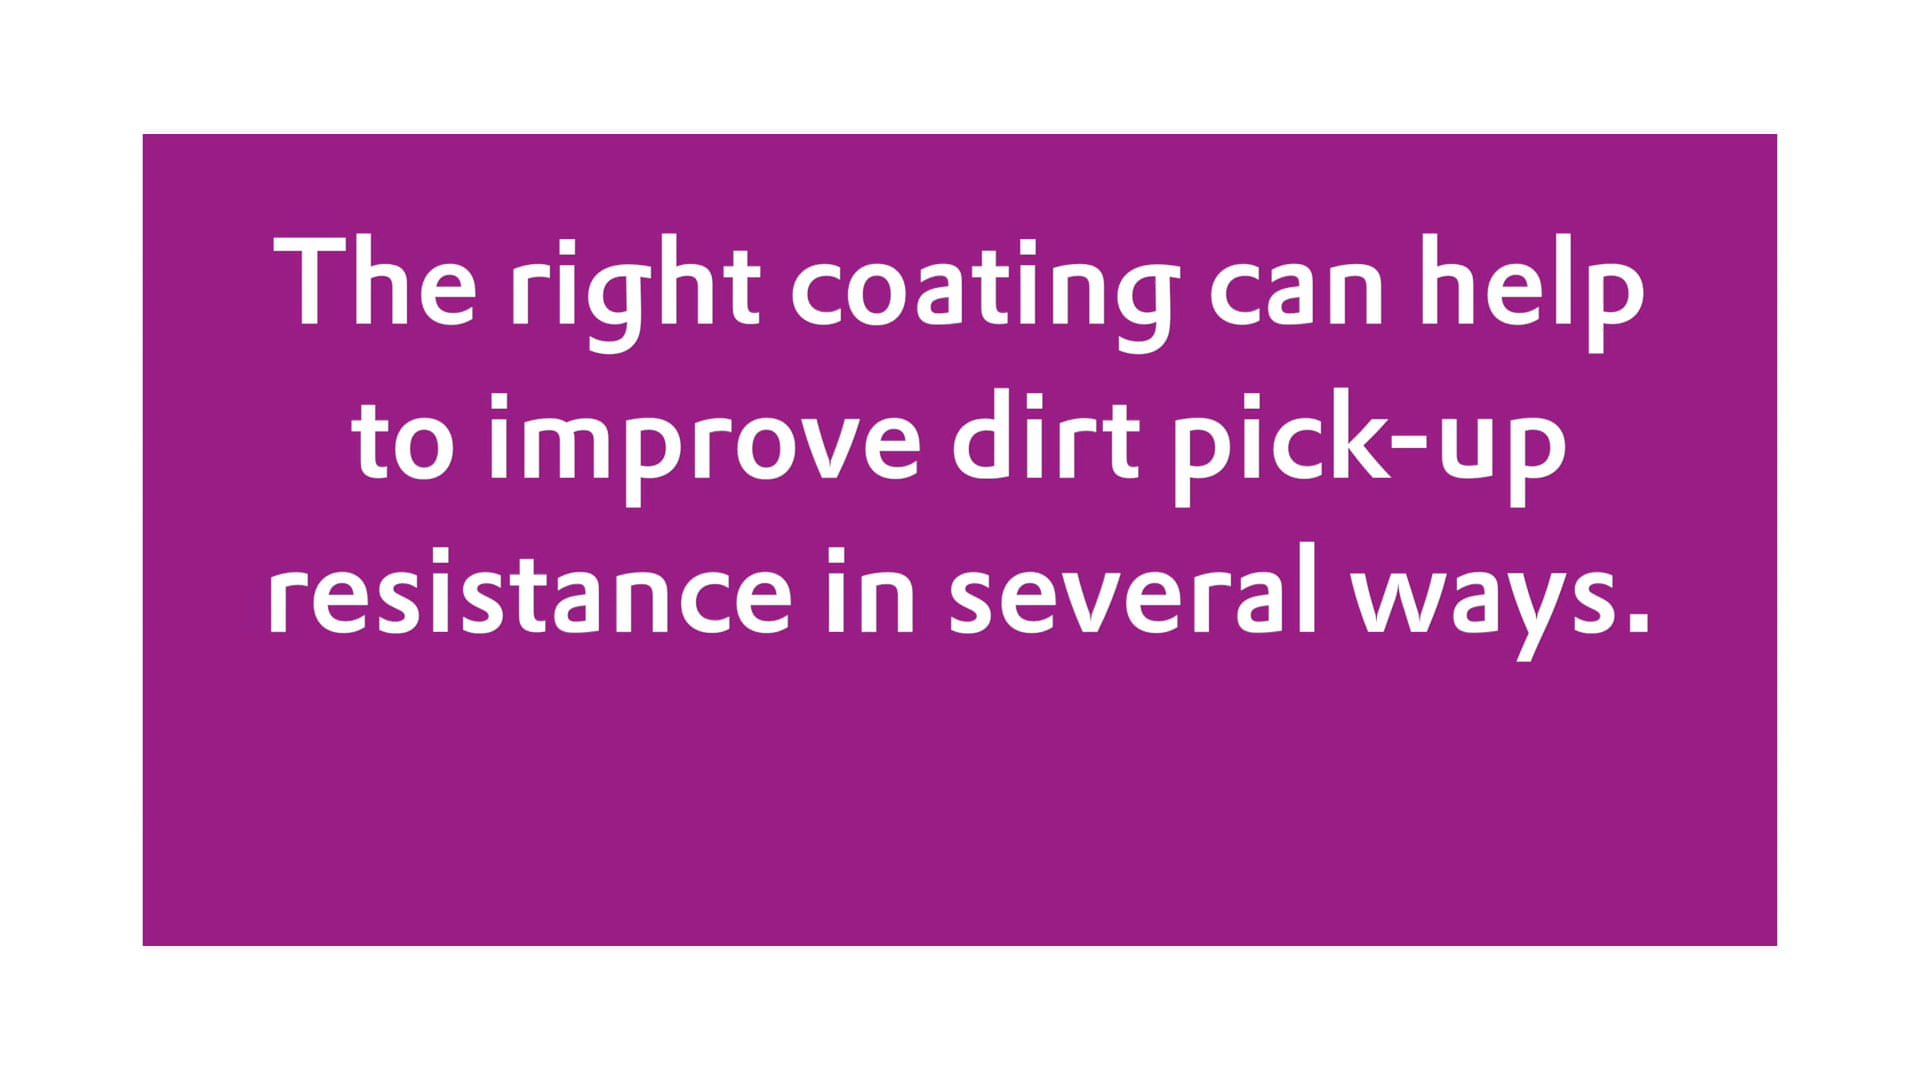 The right coating can help
to improve dirt pick-up
resistance in several ways.